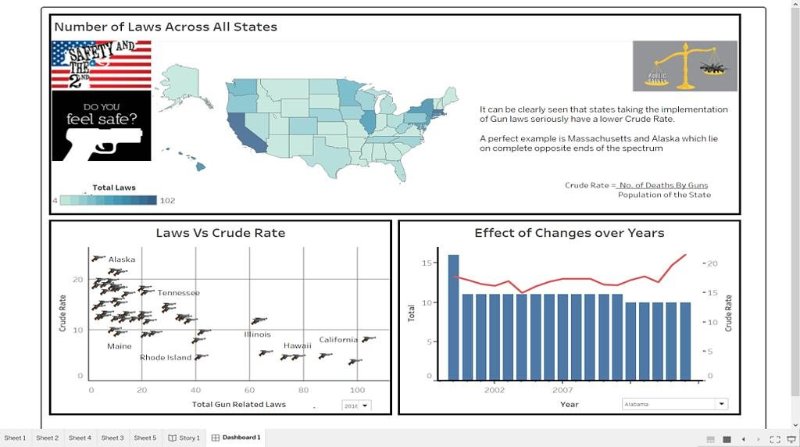 Number of Laws Across All States
SAFETY AND
THE
2ND
DO YOU
feel safe?
PUBLIC
SAFETY
It can be clearly seen that states taking the implementation
of Gun laws seriously have a lower Crude Rate.
A perfect example is Massachusetts and Alaska which lie
on complete opposite ends of the spectrum
Crude Rate = No. of Deaths By Guns
Population of the State
Total Laws
4 102
Laws Vs Crude Rate
Alaska
Tennessee
Maine
Rhode Island
Illinois
Hawaii
California
Crude Rate
20
10
0
0 20 40 60 80 100
Total Gun Related Laws
Effect of Changes over Years
Total
15
10
5
0
20
15
10
5
0
Crude Rate
2002 2007
Year
Alabama
Sheet 1 Sheet 2 Sheet 4 Sheet 3 Sheet 5 Story 1 Dashboard 1